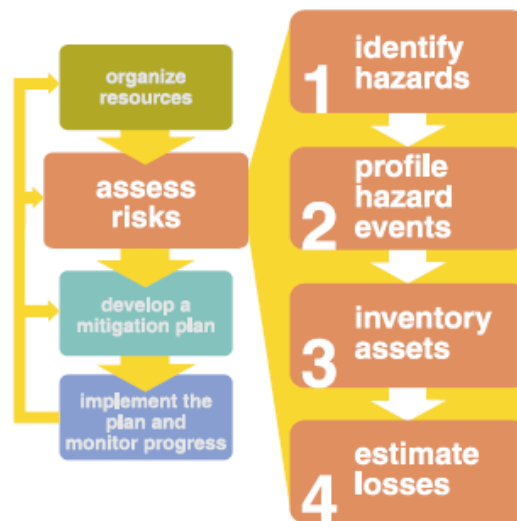 organize
resources
assess
risks
develop a
mitigation plan
implement the
plan and
monitor progress
1 identify
hazards
2 profile
hazard
events
3 inventory
assets
4 estimate
losses